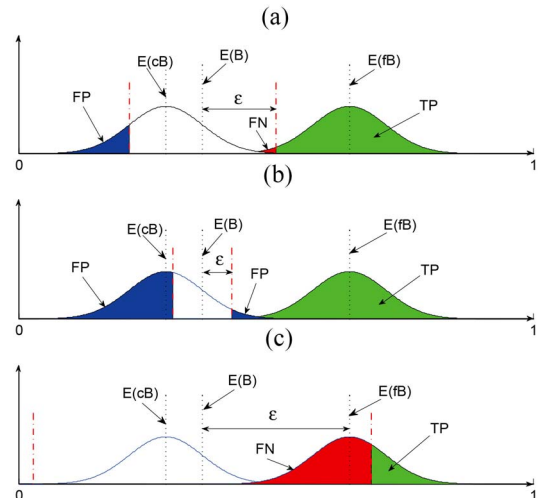 (a)
E(cB)
E(B)
E(fB)
FP
ε
FN
TP
0
1
(b)
E(cB)
E(B)
E(fB)
FP
ε
FP
TP
0
1
(c)
E(cB)
E(B)
E(fB)
ε
FN
TP
0
1